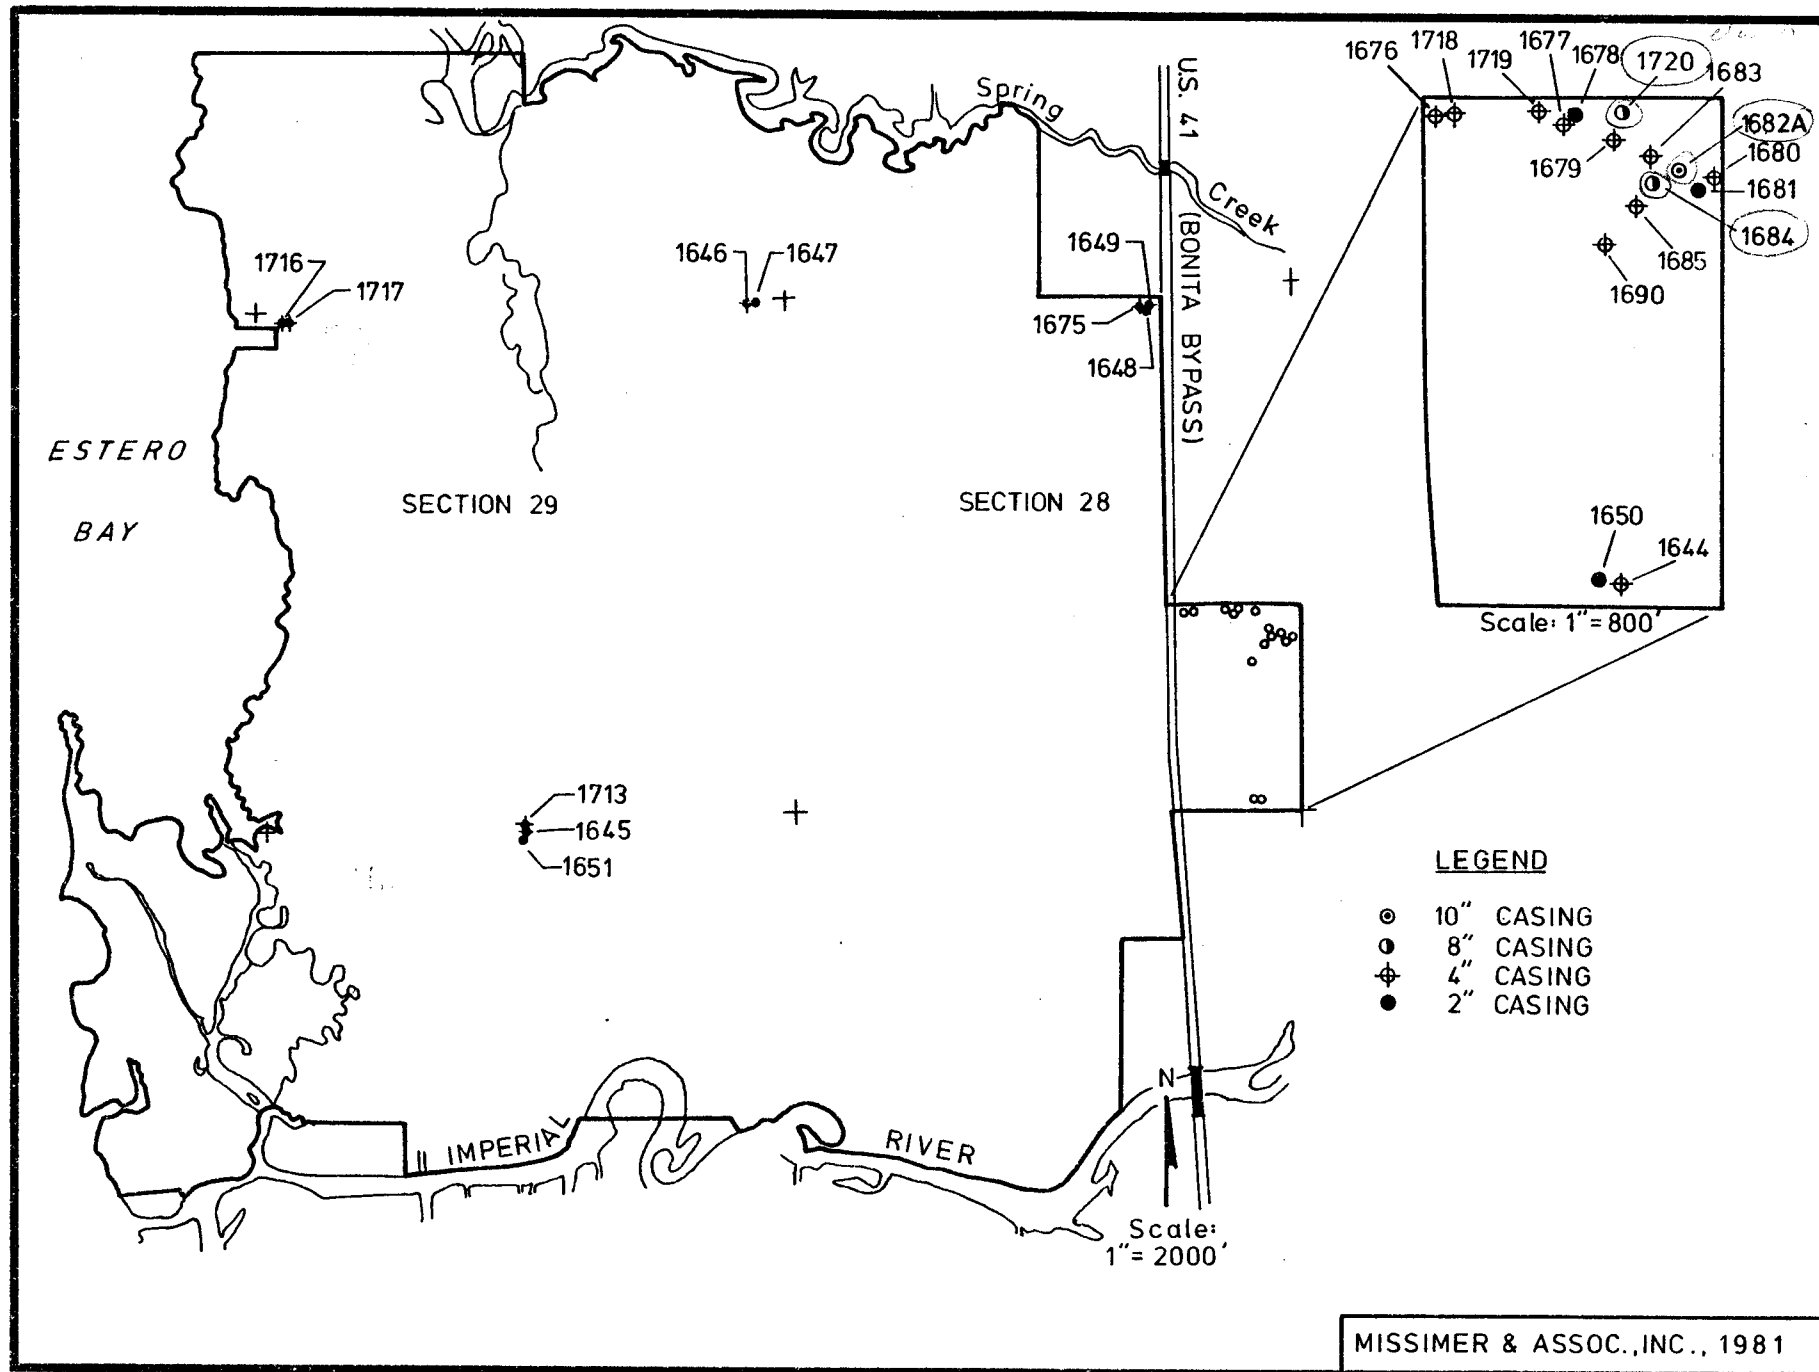 Spring
Creek
U.S. 41 (BONITA BYPASS)
1716
1717
1646
1647
1649
1675
1648
ESTERO
BAY
SECTION 29
SECTION 28
1713
1645
1651
IMPERIAL
RIVER
N
Scale:
1"= 2000'
1676
1718
1719
1677
1678
1720
1683
1682A
1680
1681
1679
1684
1685
1690
1650
1644
Scale: 1"= 800'
LEGEND
10" CASING
8" CASING
4" CASING
2" CASING
MISSIMER & ASSOC., INC., 1981